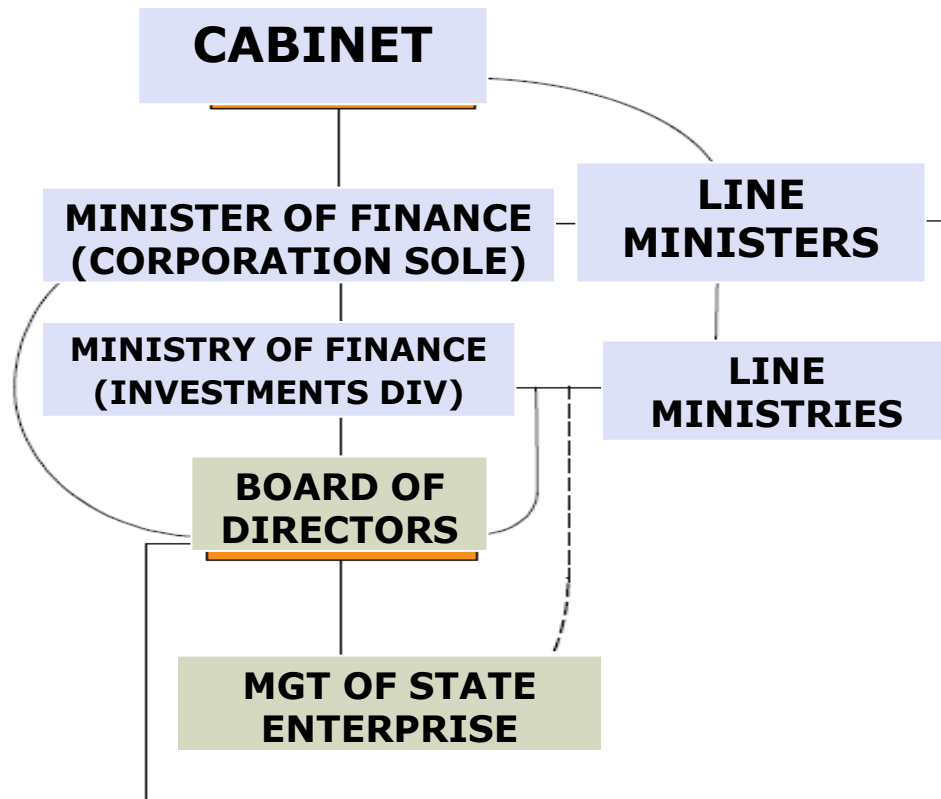 CABINET
MINISTER OF FINANCE
(CORPORATION SOLE)
LINE
MINISTERS
MINISTRY OF FINANCE
(INVESTMENTS DIV)
LINE
MINISTRIES
BOARD OF
DIRECTORS
MGT OF STATE
ENTERPRISE